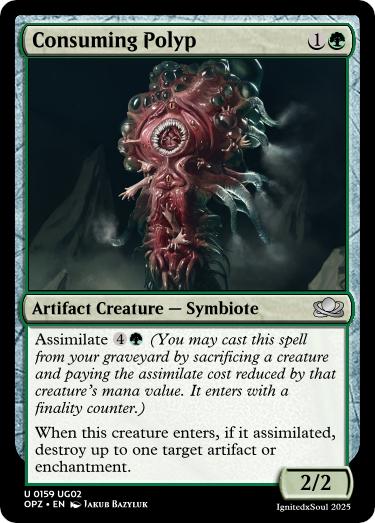 Consuming Polyp 1
Artifact Creature — Symbiote
Assimilate 4 (You may cast this spell
from your graveyard by sacrificing a creature
and paying the assimilate cost reduced by that
creature's mana value. It enters with a
finality counter.)
When this creature enters, if it assimilated,
destroy up to one target artifact or
enchantment.
2/2
U 0159 UG02
OPZ • EN Jakub Bazyluk
IgnitedxSoul 2025